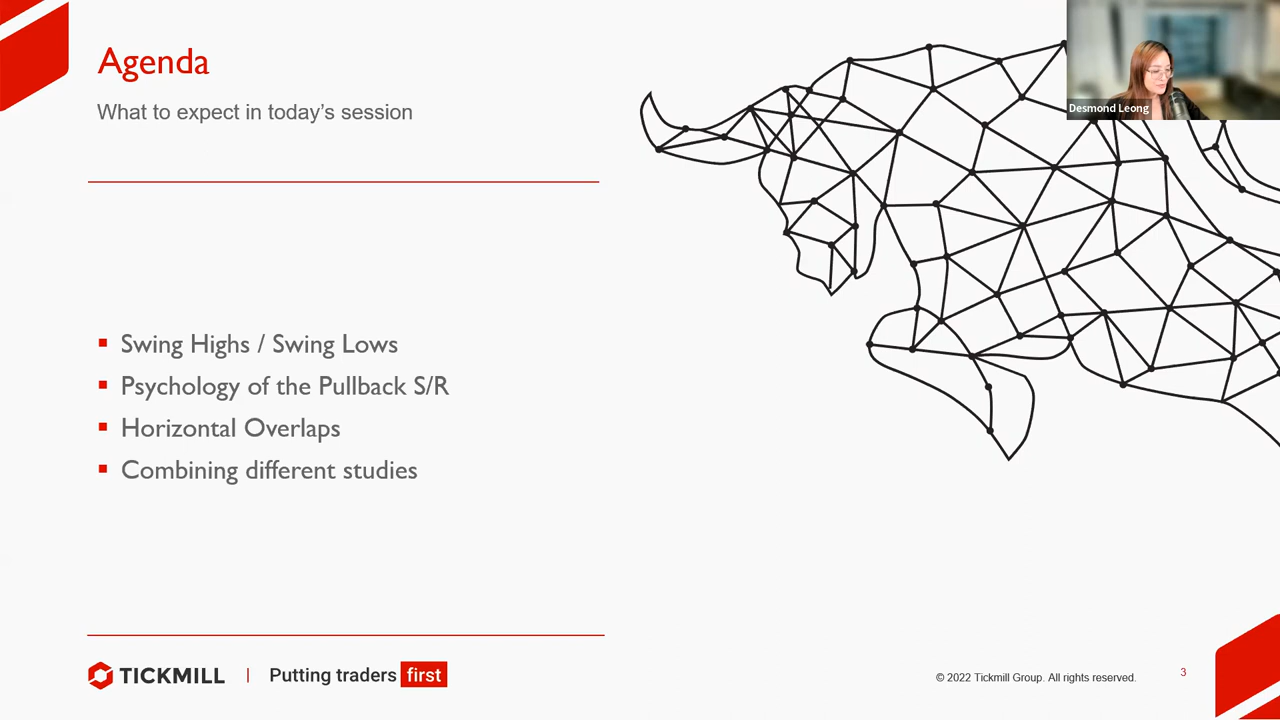 Agenda
What to expect in today's session
Desmond Leong
Swing Highs / Swing Lows
Psychology of the Pullback S/R
Horizontal Overlaps
Combining different studies
TICKMILL | Putting traders first
© 2022 Tickmill Group. All rights reserved.
3